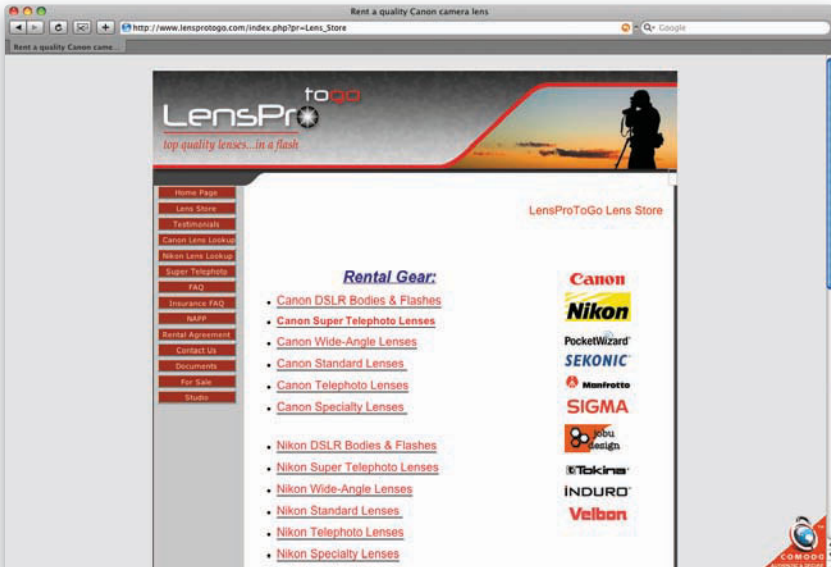 Rent a quality Canon camera lens
http://www.lensprotogo.com/index.php?pr=Lens_Store
Google
Rent a quality Canon came...
LensPro togo
top quality lenses...in a flash
Home Page
Lens Store
Testimonials
Canon Lens Lookup
Nikon Lens Lookup
Super Telephoto
FAQ
Insurance FAQ
NAPP
Rental Agreement
Contact Us
Documents
For Sale
Studio
LensProToGo Lens Store
Rental Gear:
Canon DSLR Bodies & Flashes
Canon Super Telephoto Lenses
Canon Wide-Angle Lenses
Canon Standard Lenses
Canon Telephoto Lenses
Canon Specialty Lenses
Nikon DSLR Bodies & Flashes
Nikon Super Telephoto Lenses
Nikon Wide-Angle Lenses
Nikon Standard Lenses
Nikon Telephoto Lenses
Nikon Specialty Lenses
Canon
Nikon
PocketWizard
SEKONIC
Manfrotto
SIGMA
jobu
design
Tokina
INDURO
Velbon
COMODO